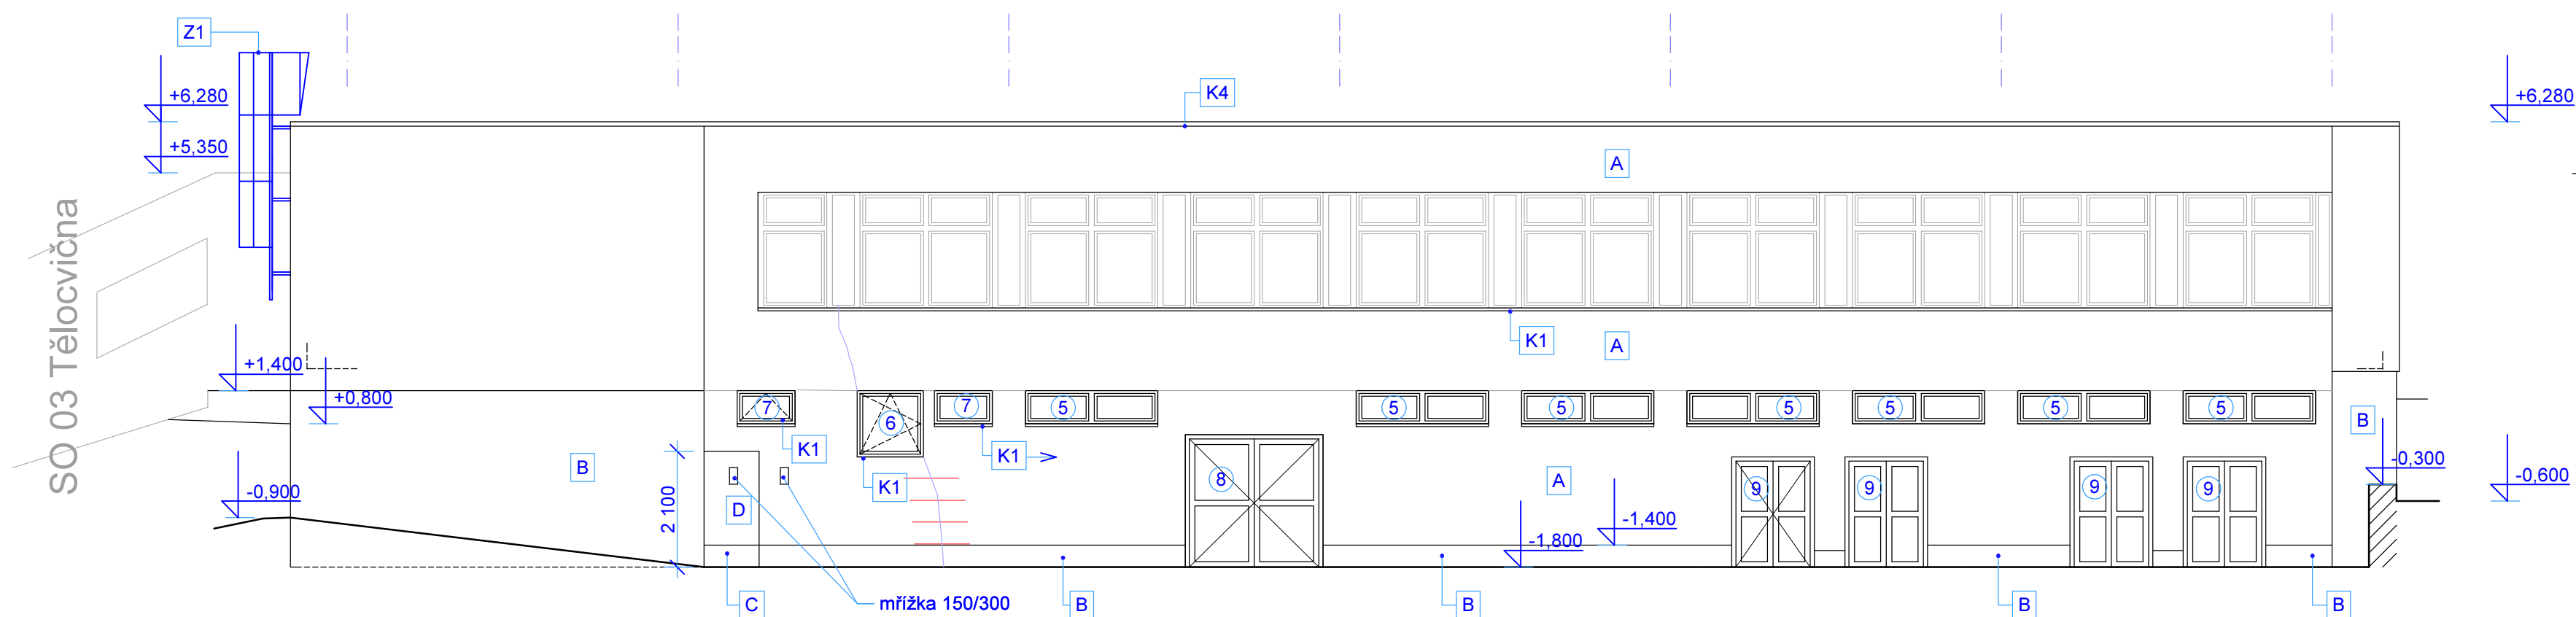 Z1
K4
+6,280
+6,280
+5,350
A
SO 03 Tělocvična
K1
A
+1,400
+0,800
7
6
7
5
5
5
5
5
5
5
B
K1
K1
K1
B
-0,300
-0,600
-0,900
2 100
D
8
A
9
9
9
9
-1,400
-1,800
C
mřížka 150/300
B
B
B
B